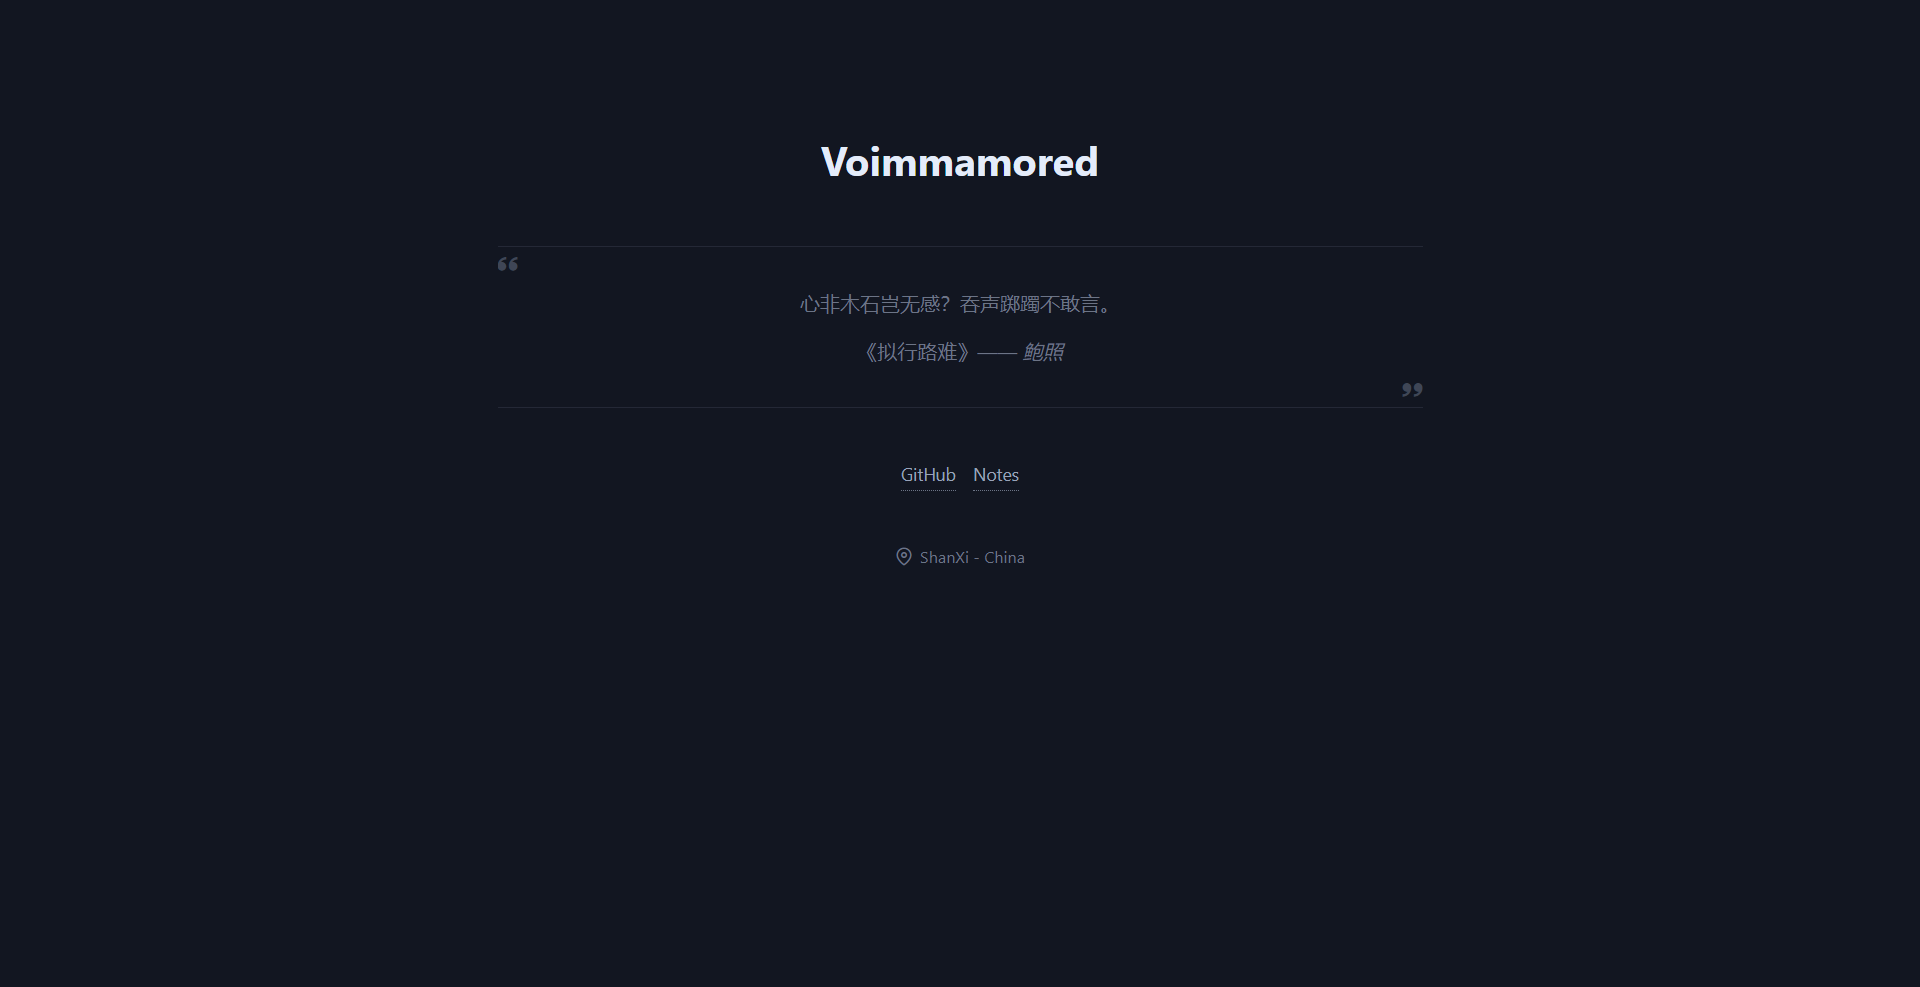 Voimmamored
“
心非木石岂无感？吞声踯躅不敢言。
《拟行路难》—— 鲍照
”
GitHub Notes
ShanXi - China